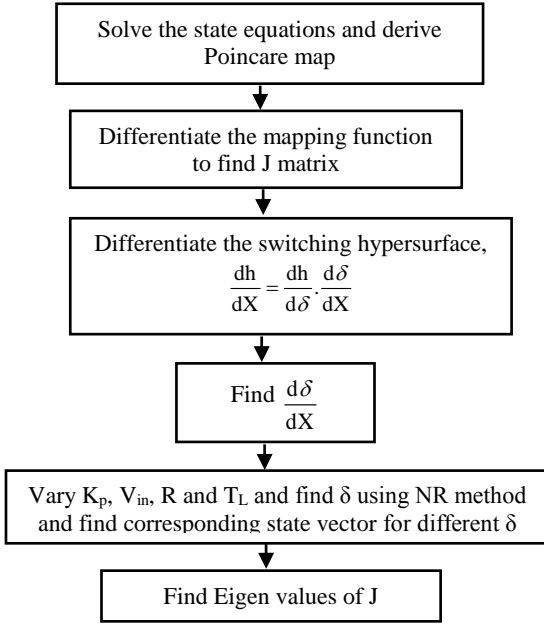 Solve the state equations and derive
Poincare map
Differentiate the mapping function
to find J matrix
Differentiate the switching hypersurface,
dh/dX = dh/dδ . dδ/dX
Find dδ/dX
Vary Kp, Vin, R and TL and find δ using NR method
and find corresponding state vector for different δ
Find Eigen values of J